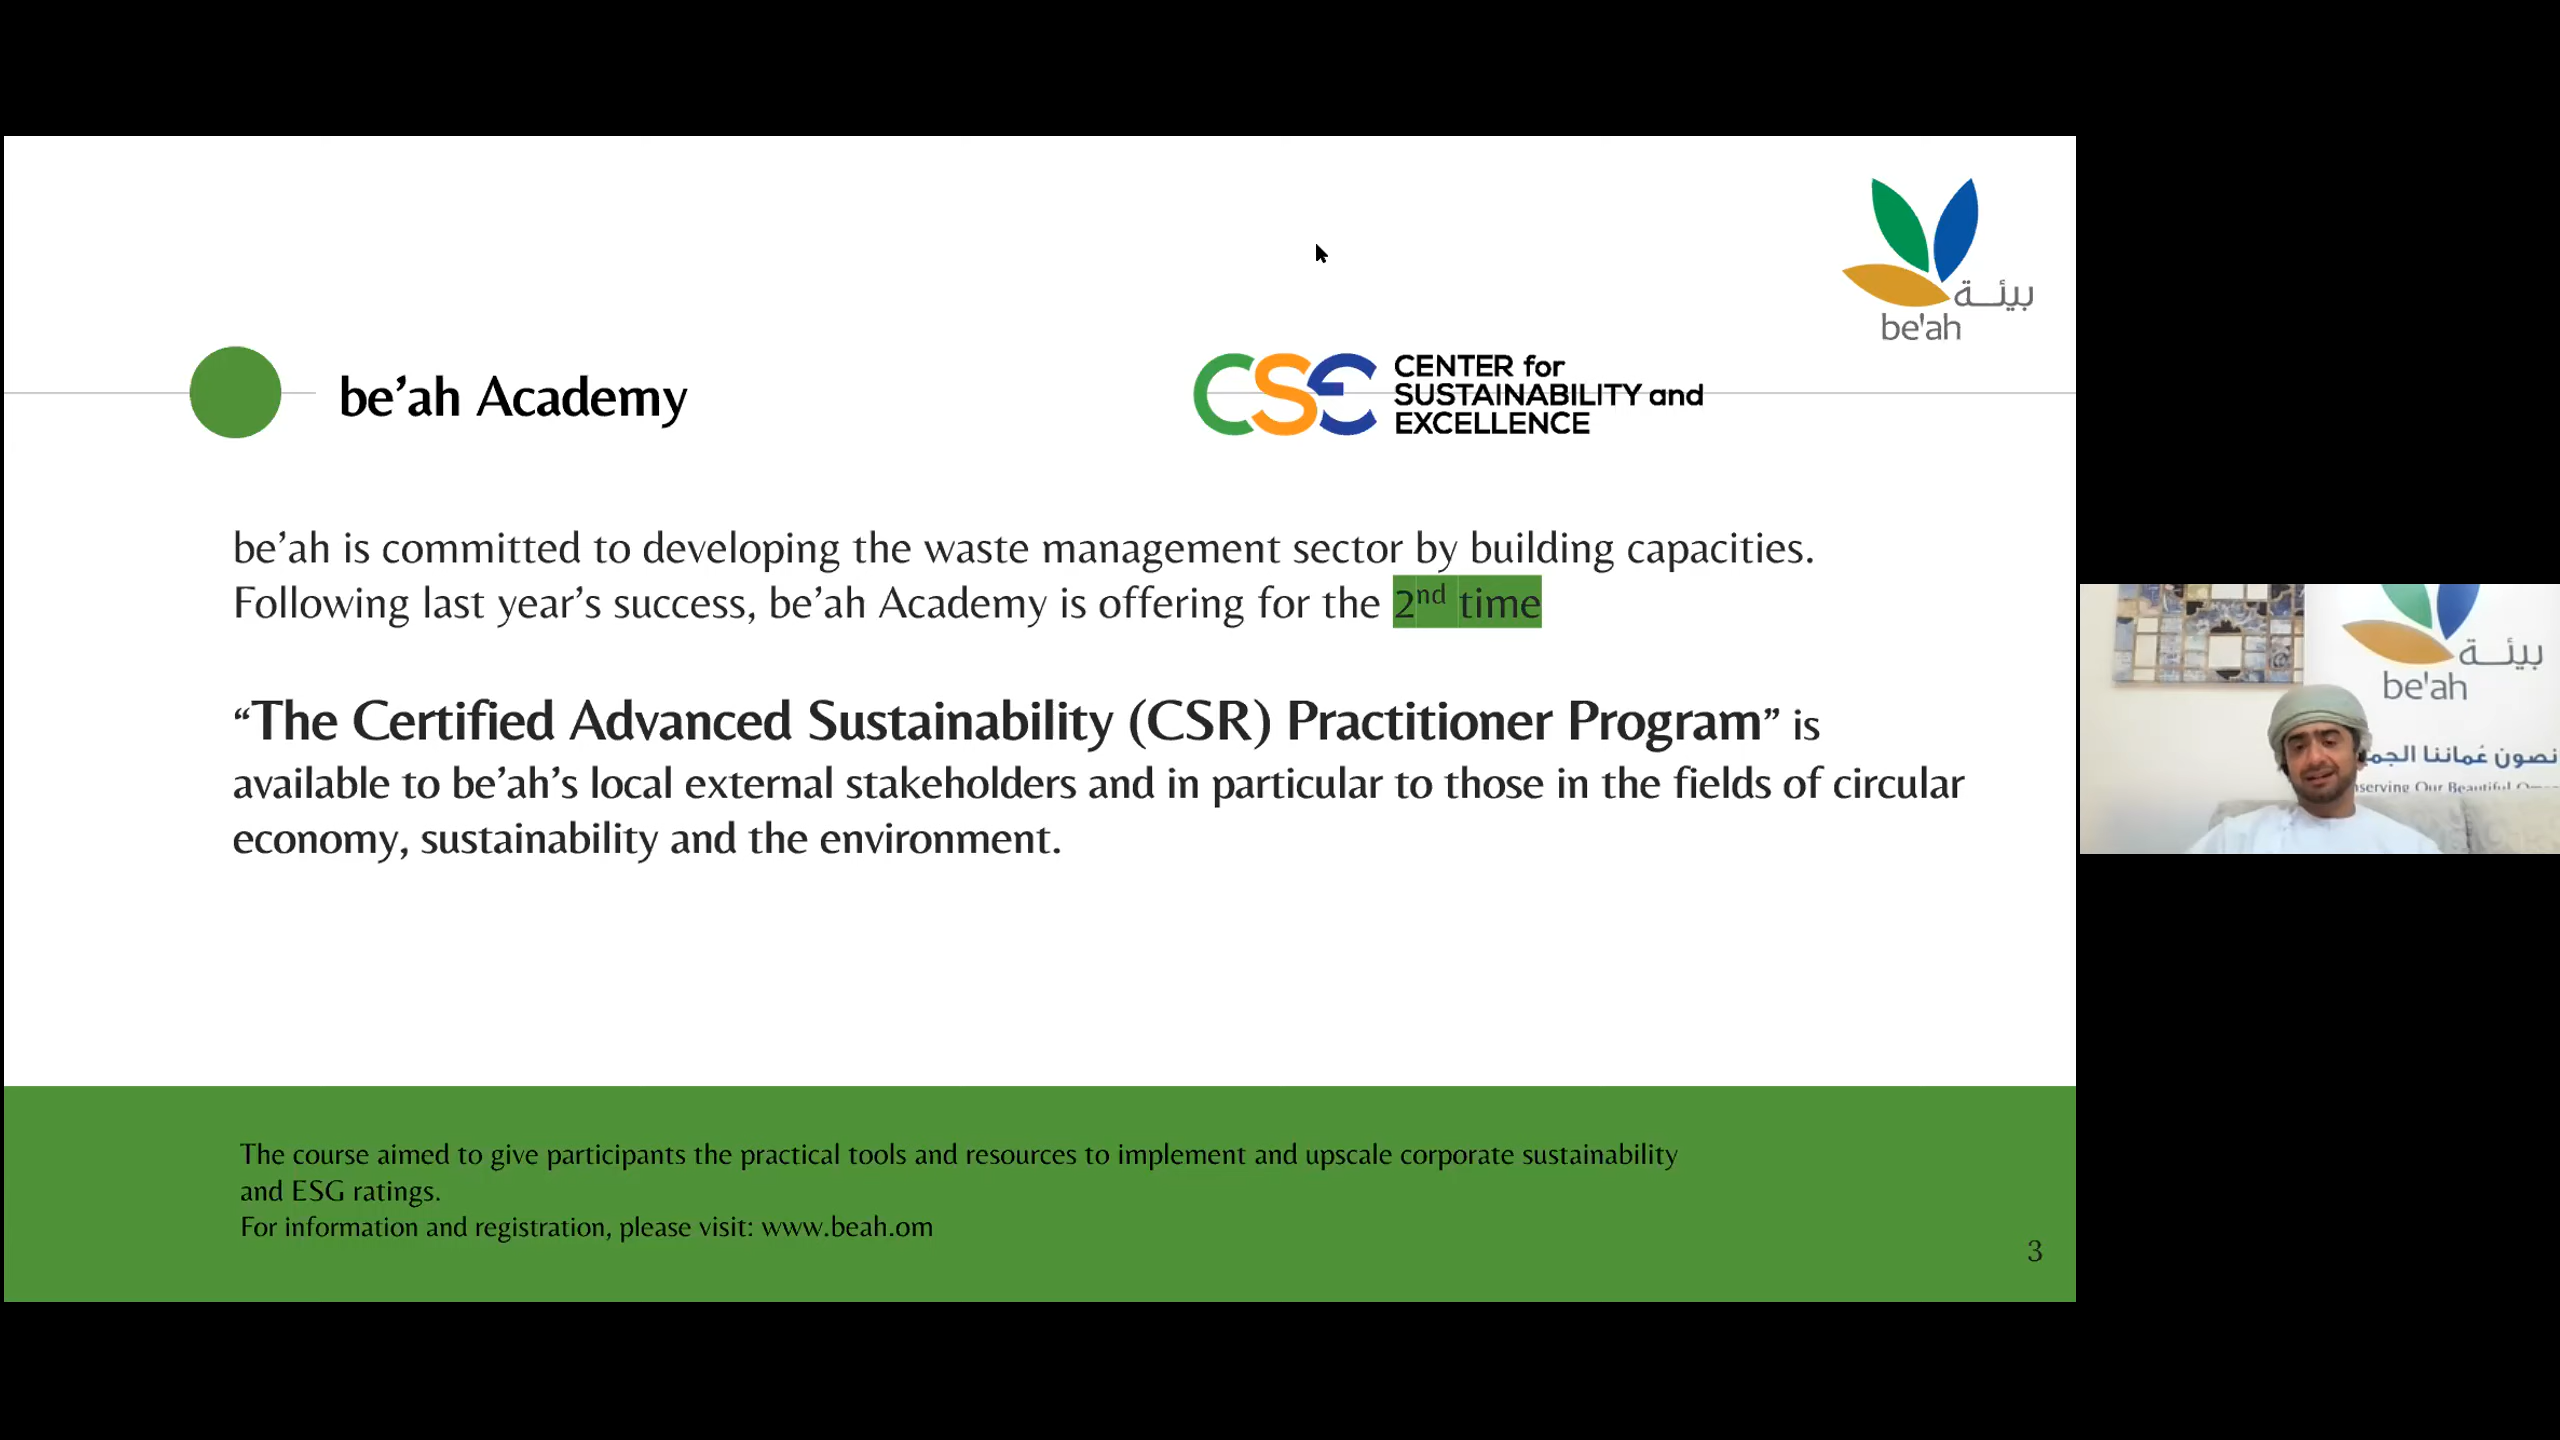 بيئة
be'ah
be’ah Academy
CSE CENTER for
SUSTAINABILITY and
EXCELLENCE
be’ah is committed to developing the waste management sector by building capacities.
Following last year’s success, be’ah Academy is offering for the 2nd time
“The Certified Advanced Sustainability (CSR) Practitioner Program” is
available to be’ah’s local external stakeholders and in particular to those in the fields of circular
economy, sustainability and the environment.
The course aimed to give participants the practical tools and resources to implement and upscale corporate sustainability
and ESG ratings.
For information and registration, please visit: www.beah.om
3
بيئة
be'ah
نصون عُماننا
Our Beautiful